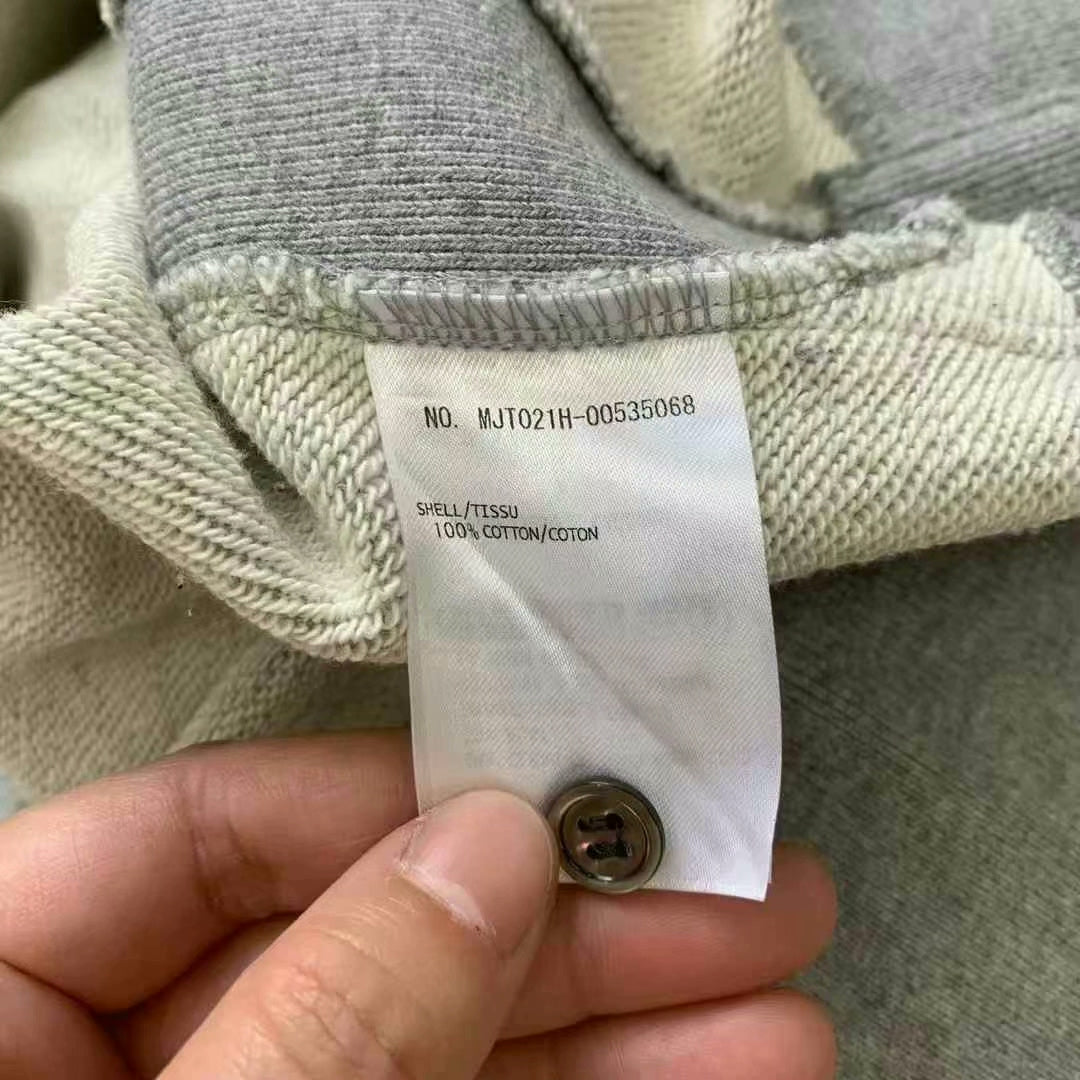 NO. MJT021H-00535068
SHELL/TISSU
100% COTTON/COTON